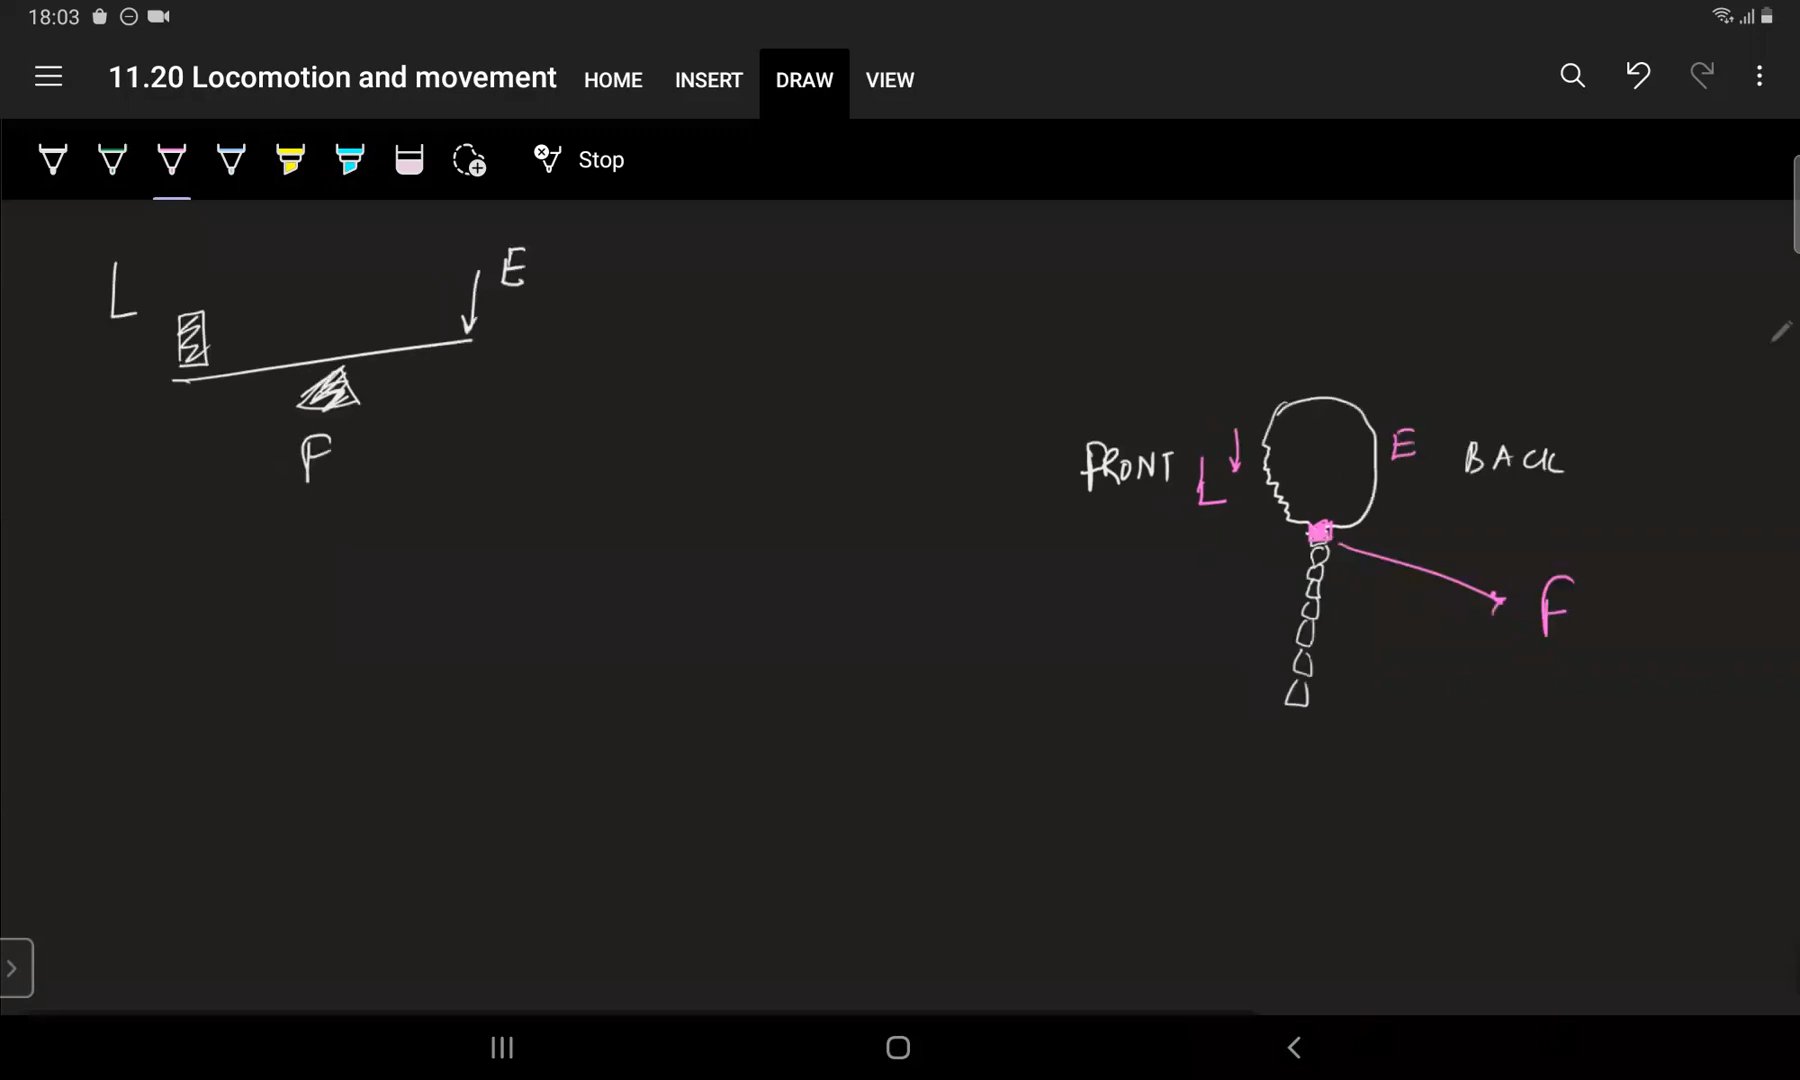 18:03
11.20 Locomotion and movement HOME INSERT DRAW VIEW
Stop
L
E
F
FRONT L E BACK
F